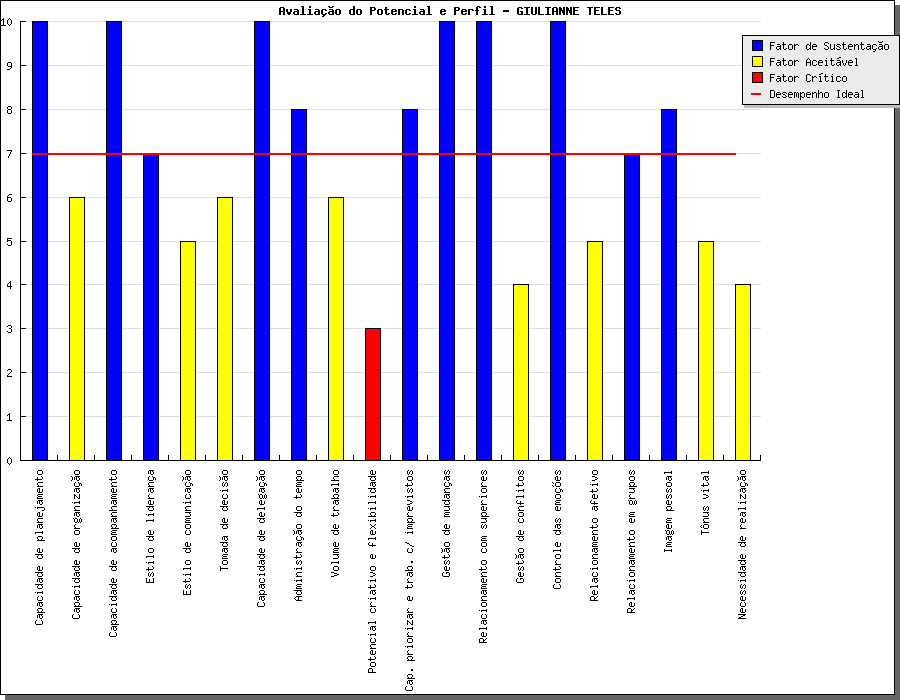 Avaliação do Potencial e Perfil - GIULIANNE TELES
Fator de Sustentação
Fator Aceitável
Fator Crítico
Desempenho Ideal
10
9
8
7
6
5
4
3
2
1
0
Capacidade de planejamento
Capacidade de organização
Capacidade de acompanhamento
Estilo de liderança
Estilo de comunicação
Tomada de decisão
Capacidade de delegação
Administração do tempo
Volume de trabalho
Potencial criativo e flexibilidade
Cap. priorizar e trab. c/ imprevistos
Gestão de mudanças
Relacionamento com superiores
Gestão de conflitos
Controle das emoções
Relacionamento afetivo
Relacionamento em grupos
Imagem pessoal
Tônus vital
Necessidade de realização